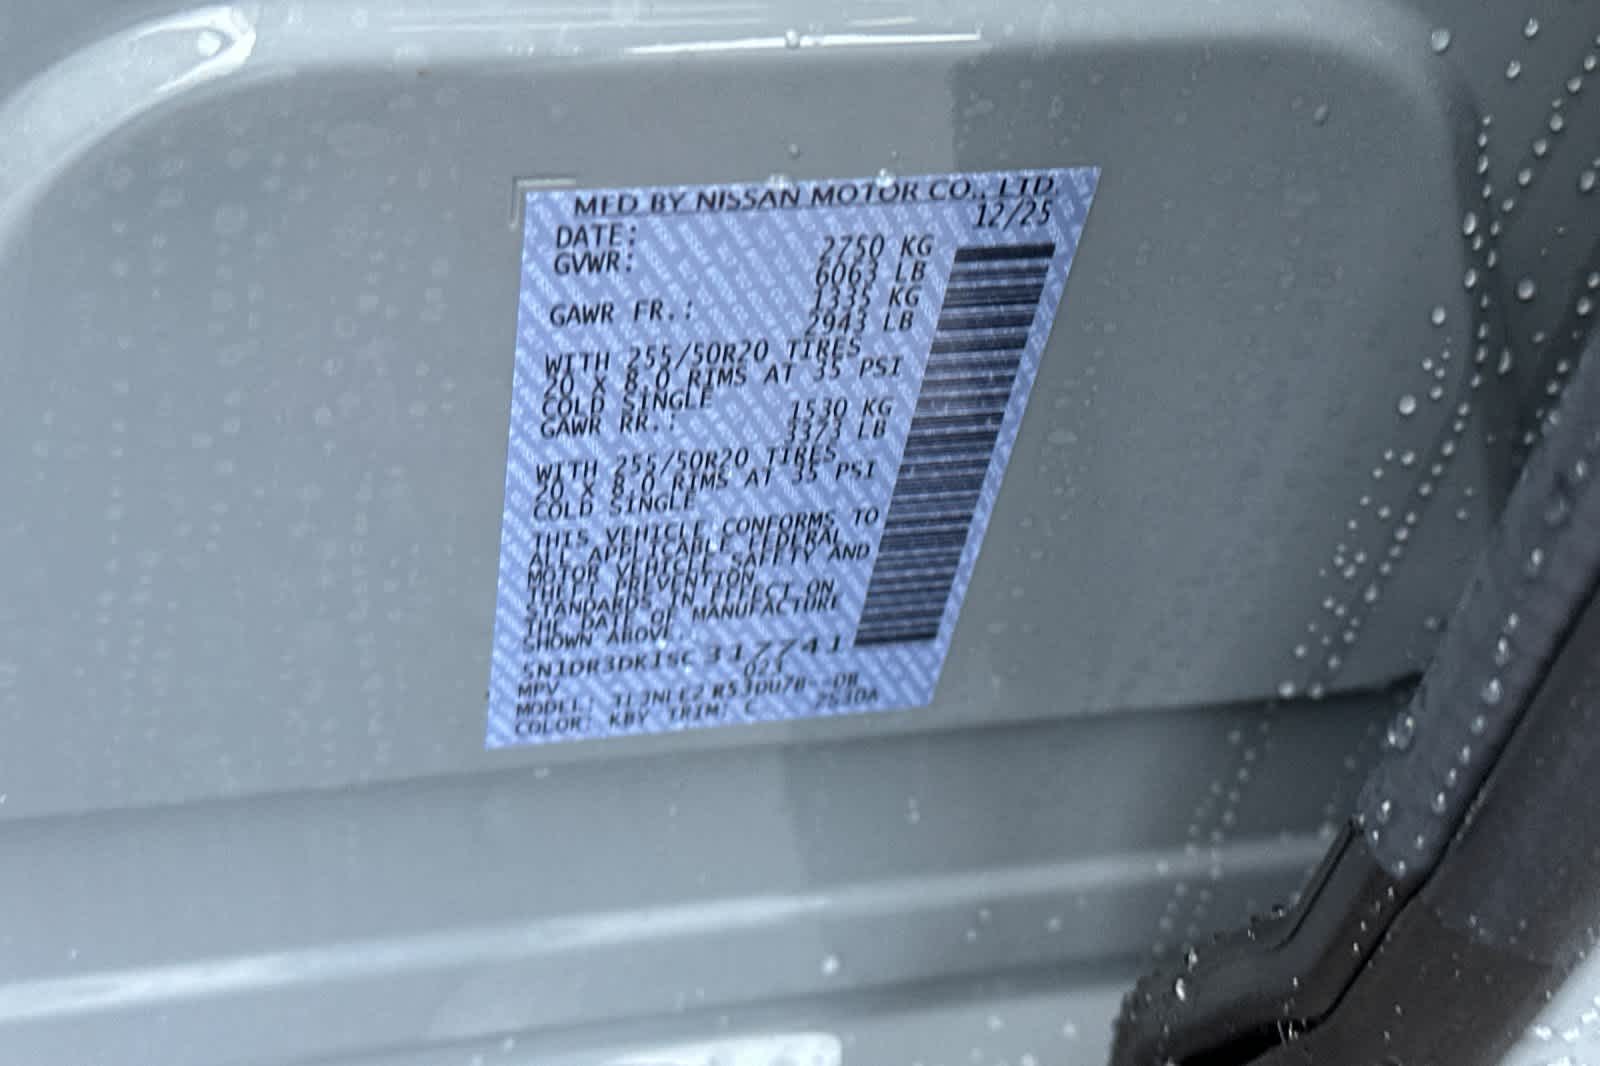 MFD BY NISSAN MOTOR CO., LTD
12/25
DATE:
GVWR: 2750 KG
6063 LB
GAWR FR.: 1335 KG
2943 LB
WITH 255/50R20 TIRES
20 X 8.0 RIMS AT 35 PSI
COLD SINGLE
GAWR RR.: 1530 KG
3373 LB
WITH 255/50R20 TIRES
20 X 8.0 RIMS AT 35 PSI
COLD SINGLE
THIS VEHICLE CONFORMS TO
ALL APPLICABLE FEDERAL
MOTOR VEHICLE SAFETY AND
THEFT PREVENTION
STANDARDS IN EFFECT ON
THE DATE OF MANUFACTURE
SHOWN ABOVE.
317741
MPV 023
MODEL:
COLOR: KBY TRIM: C